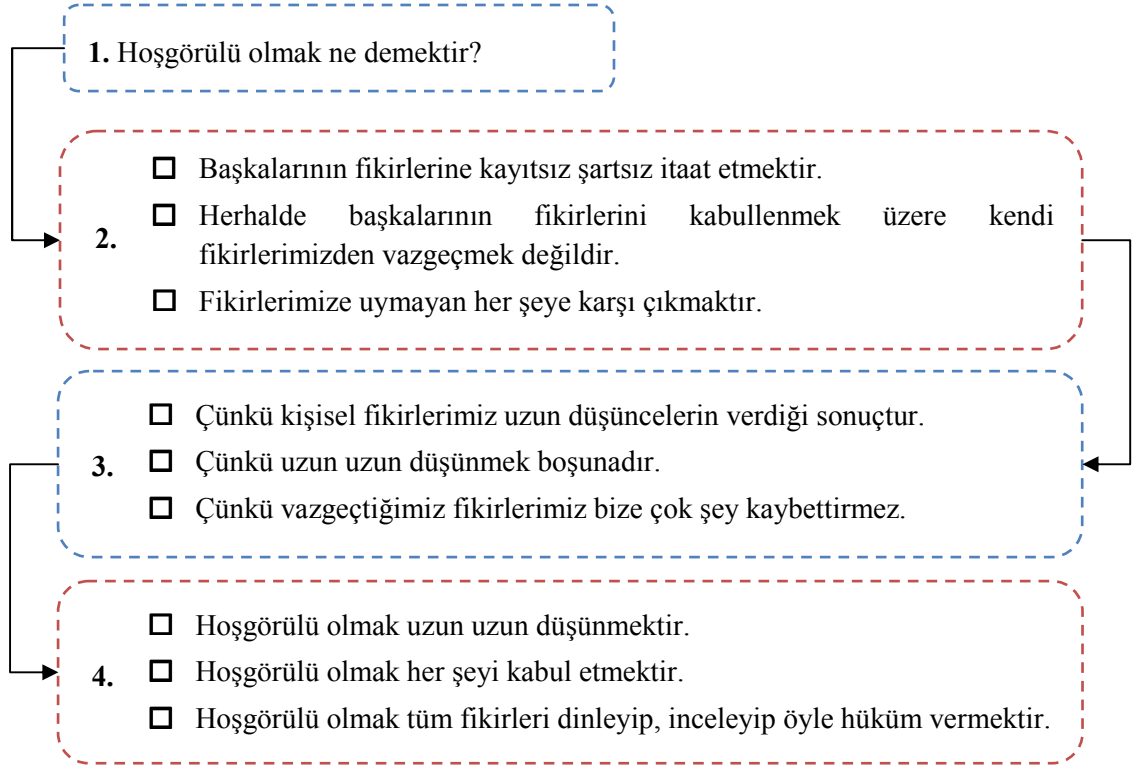 1. Hoşgörülü olmak ne demektir?
☐ Başkalarının fikirlerine kayıtsız şartsız itaat etmektir.
2. ☐ Herhalde başkalarının fikirlerini kabullenmek üzere kendi
fikirlerimizden vazgeçmek değildir.
☐ Fikirlerimize uymayan her şeye karşı çıkmaktır.
☐ Çünkü kişisel fikirlerimiz uzun düşüncelerin verdiği sonuçtur.
3. ☐ Çünkü uzun uzun düşünmek boşunadır.
☐ Çünkü vazgeçtiğimiz fikirlerimiz bize çok şey kaybettirmez.
☐ Hoşgörülü olmak uzun uzun düşünmektir.
4. ☐ Hoşgörülü olmak her şeyi kabul etmektir.
☐ Hoşgörülü olmak tüm fikirleri dinleyip, inceleyip öyle hüküm vermektir.